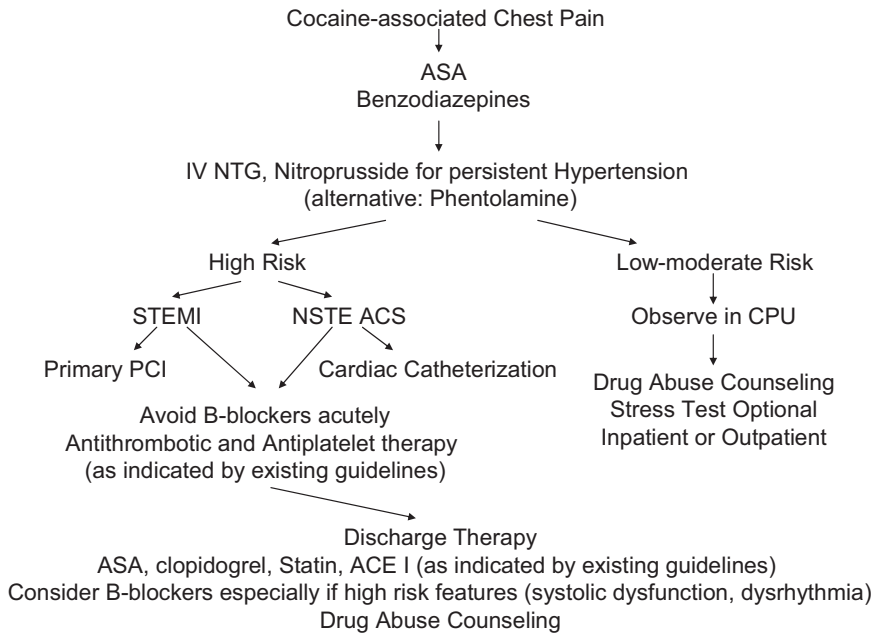 Cocaine-associated Chest Pain
ASA
Benzodiazepines
IV NTG, Nitroprusside for persistent Hypertension
(alternative: Phentolamine)
High Risk
Low-moderate Risk
STEMI
NSTE ACS
Observe in CPU
Primary PCI
Cardiac Catheterization
Drug Abuse Counseling
Stress Test Optional
Inpatient or Outpatient
Avoid B-blockers acutely
Antithrombotic and Antiplatelet therapy
(as indicated by existing guidelines)
Discharge Therapy
ASA, clopidogrel, Statin, ACE I (as indicated by existing guidelines)
Consider B-blockers especially if high risk features (systolic dysfunction, dysrhythmia)
Drug Abuse Counseling